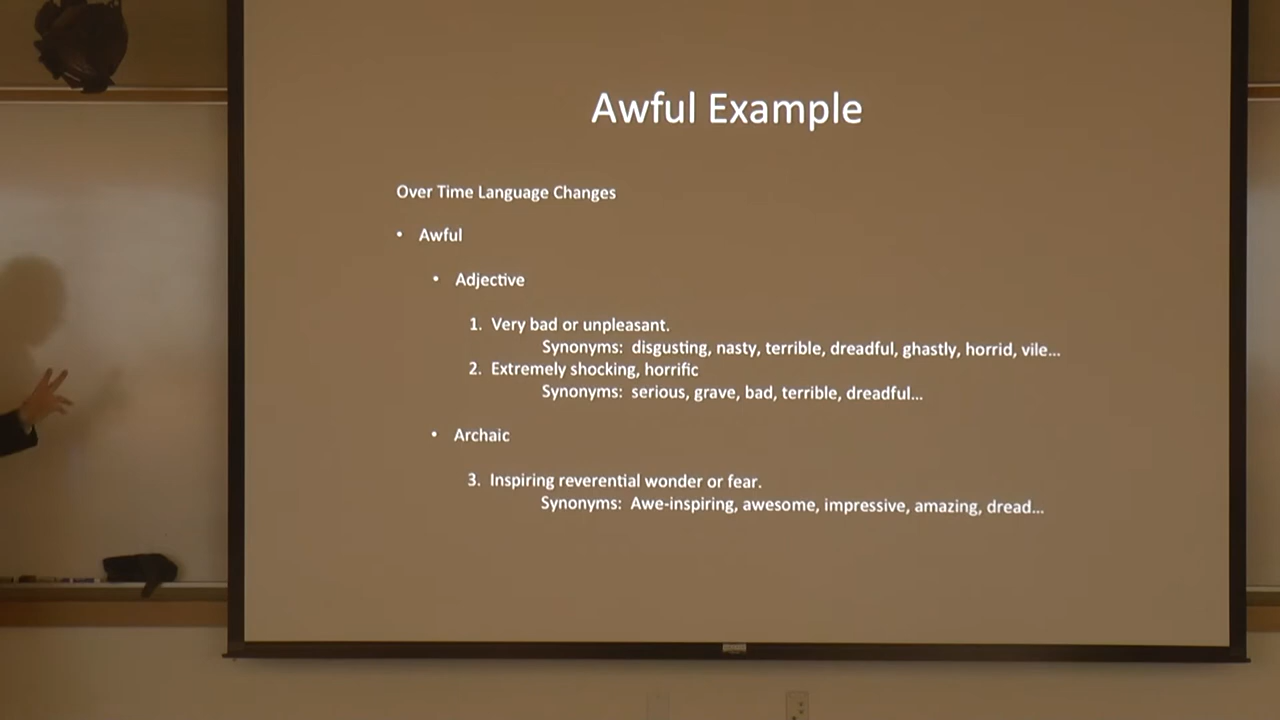 Awful Example
Over Time Language Changes
• Awful
• Adjective
1. Very bad or unpleasant.
Synonyms: disgusting, nasty, terrible, dreadful, ghastly, horrid, vile...
2. Extremely shocking, horrific
Synonyms: serious, grave, bad, terrible, dreadful...
• Archaic
3. Inspiring reverential wonder or fear.
Synonyms: Awe-inspiring, awesome, impressive, amazing, dread...